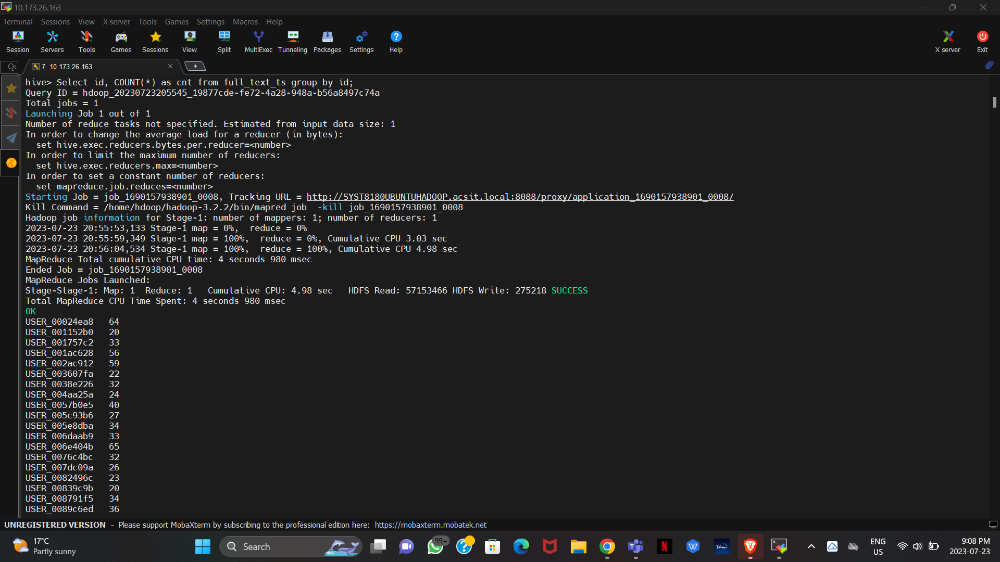 10.173.26.163
Terminal Sessions View X server Tools Games Settings Macros Help
Session Servers Tools Games Sessions View Split MultiExec Tunneling Packages Settings Help X server Exit
7. 10.173.26.163
hive> Select id, COUNT(*) as cnt from full_text_ts group by id;
Query ID = hdoop_20230723205545_19877cde-fe72-4a28-948a-b56a8497c74a
Total jobs = 1
Launching Job 1 out of 1
Number of reduce tasks not specified. Estimated from input data size: 1
In order to change the average load for a reducer (in bytes):
  set hive.exec.reducers.bytes.per.reducer=<number>
In order to limit the maximum number of reducers:
  set hive.exec.reducers.max=<number>
In order to set a constant number of reducers:
  set mapreduce.job.reduces=<number>
Starting Job = job_1690157938901_0008, Tracking URL = http://SYST8180UBUNTUHADOOP.acsit.local:8088/proxy/application_1690157938901_0008/
Kill Command = /home/hdoop/hadoop-3.2.2/bin/mapred job  -kill job_1690157938901_0008
Hadoop job information for Stage-1: number of mappers: 1; number of reducers: 1
2023-07-23 20:55:53,133 Stage-1 map = 0%,  reduce = 0%
2023-07-23 20:55:59,349 Stage-1 map = 100%,  reduce = 0%, Cumulative CPU 3.03 sec
2023-07-23 20:56:04,534 Stage-1 map = 100%,  reduce = 100%, Cumulative CPU 4.98 sec
MapReduce Total cumulative CPU time: 4 seconds 980 msec
Ended Job = job_1690157938901_0008
MapReduce Jobs Launched:
Stage-Stage-1: Map: 1  Reduce: 1   Cumulative CPU: 4.98 sec   HDFS Read: 57153466 HDFS Write: 275218 SUCCESS
Total MapReduce CPU Time Spent: 4 seconds 980 msec
OK
USER_00024ea8   64
USER_001152b0   20
USER_001757c2   33
USER_001ac628   56
USER_002ac912   59
USER_003607fa   22
USER_0038e226   32
USER_004aa25a   24
USER_0057b0e5   40
USER_005c93b6   27
USER_005e8dba   34
USER_006daab9   33
USER_006e404b   65
USER_0076c4bc   32
USER_007dc09a   26
USER_0082496c   23
USER_00839c9b   20
USER_008791f5   34
USER_0089c6ed   36
UNREGISTERED VERSION - Please support MobaXterm by subscribing to the professional edition here: https://mobaxterm.mobatek.net
17°C
Partly sunny
Search
99+
Disney+
ENG
US
9:08 PM
2023-07-23